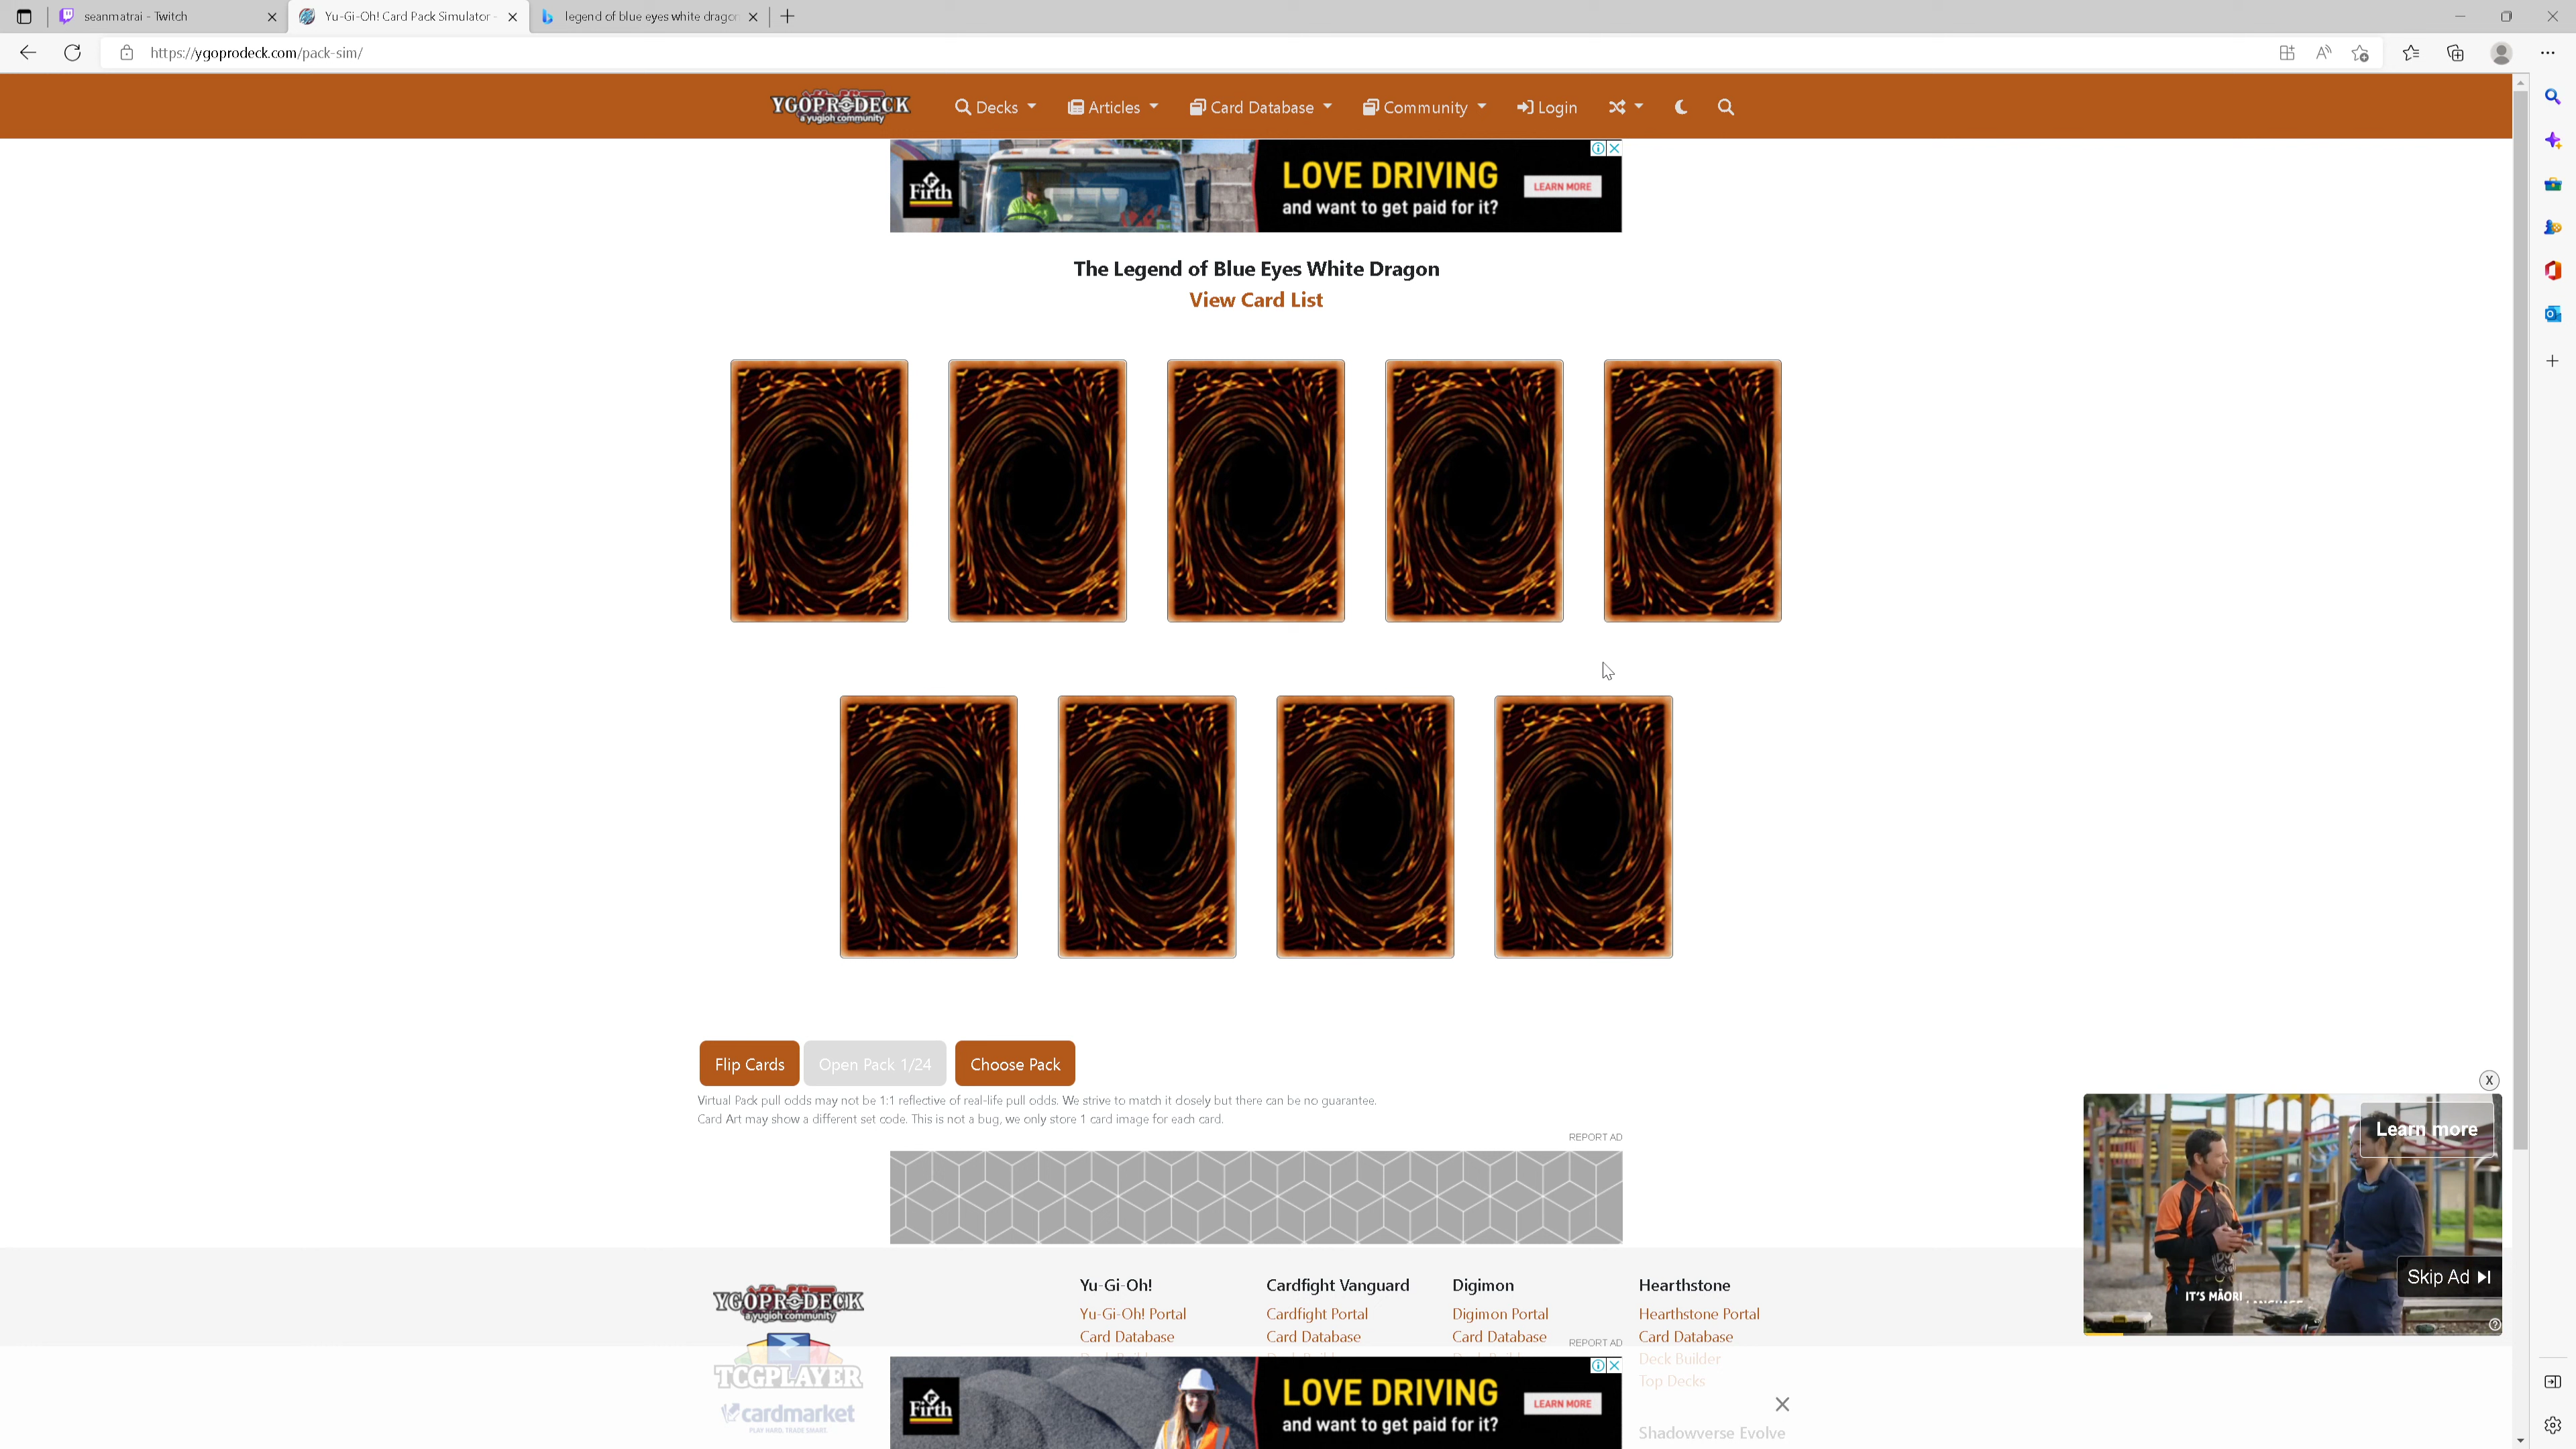 seanmatrai - Twitch
Yu-Gi-Oh! Card Pack Simulator -
legend of blue eyes white dragon
https://ygoprodeck.com/pack-sim/
YGOPRODECK
a yugioh community
Decks
Articles
Card Database
Community
Login
Firth
LOVE DRIVING
and want to get paid for it?
LEARN MORE
The Legend of Blue Eyes White Dragon
View Card List
Flip Cards
Open Pack 1/24
Choose Pack
Virtual Pack pull odds may not be 1:1 reflective of real-life pull odds. We strive to match it closely but there can be no guarantee.
Card Art may show a different set code. This is not a bug, we only store 1 card image for each card.
REPORT AD
X
Learn more
Skip Ad
IT'S MĀORI
YGOPRODECK
a yugioh community
TCGPLAYER
cardmarket
PLAY HARD. TRADE SMART.
Yu-Gi-Oh!
Yu-Gi-Oh! Portal
Card Database
Cardfight Vanguard
Cardfight Portal
Card Database
Digimon
Digimon Portal
Card Database
Hearthstone
Hearthstone Portal
Card Database
Deck Builder
Top Decks
Shadowverse Evolve
REPORT AD
Firth
LOVE DRIVING
and want to get paid for it?
LEARN MORE